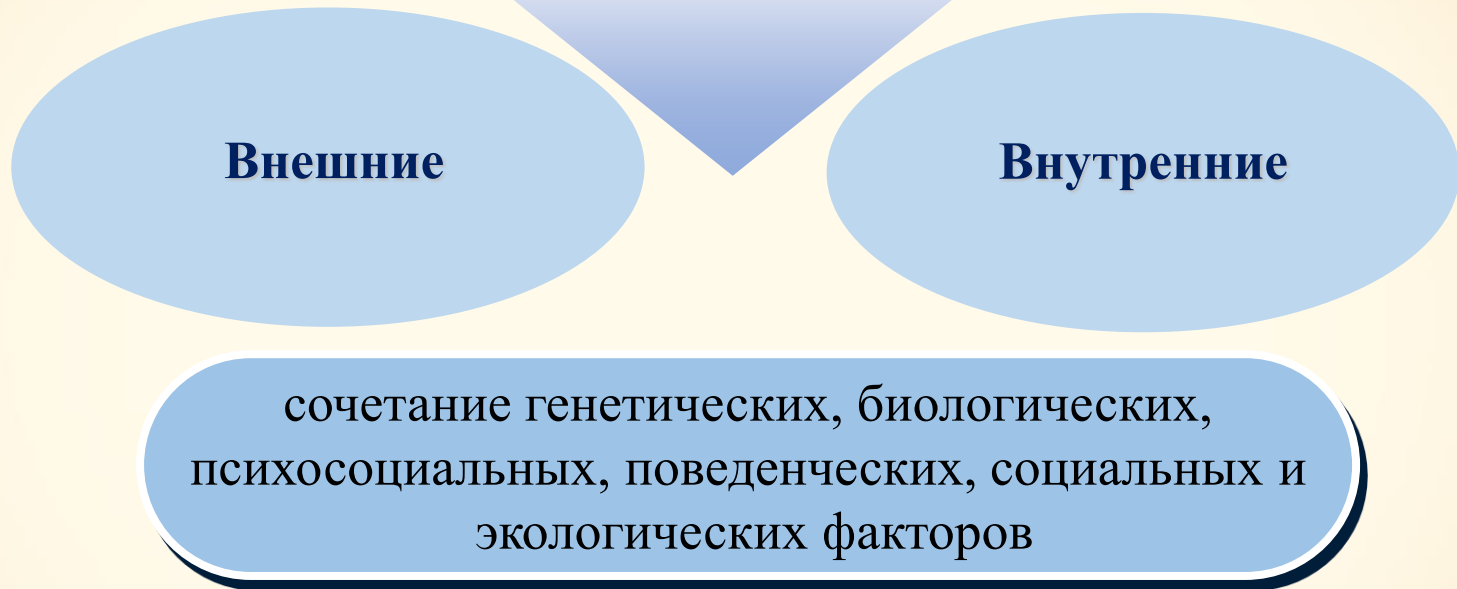 Внешние
Внутренние
сочетание генетических, биологических,
психосоциальных, поведенческих, социальных и
экологических факторов